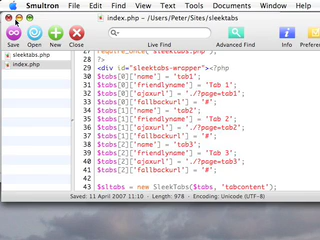 Smultron File Edit View Text Tools Documents Window Help
index.php — /Users/Peter/Sites/sleektabs
Save Open New Close Live Find Advanced Find Info Prefere
sleektabs.php
index.php
27 require_once('sleektabs.php');
28 ?>
29 <div id="sleektabs-wrapper"><?php
30 $tabs[0]['name'] = 'tab1';
31 $tabs[0]['friendlyname'] = 'Tab 1';
32 $tabs[0]['ajaxurl'] = './?page=tab1';
33 $tabs[0]['fallbackurl'] = '#';
34 $tabs[1]['name'] = 'tab2';
35 $tabs[1]['friendlyname'] = 'Tab 2';
36 $tabs[1]['ajaxurl'] = './?page=tab2';
37 $tabs[1]['fallbackurl'] = '#';
38 $tabs[2]['name'] = 'tab3';
39 $tabs[2]['friendlyname'] = 'Tab 3';
40 $tabs[2]['ajaxurl'] = './?page=tab3';
41 $tabs[2]['fallbackurl'] = '#';
42
43 $sltabs = new SleekTabs($tabs, 'tabcontent');
Saved: 11 April 2007 11:10 · Length: 978 · Encoding: Unicode (UTF-8)